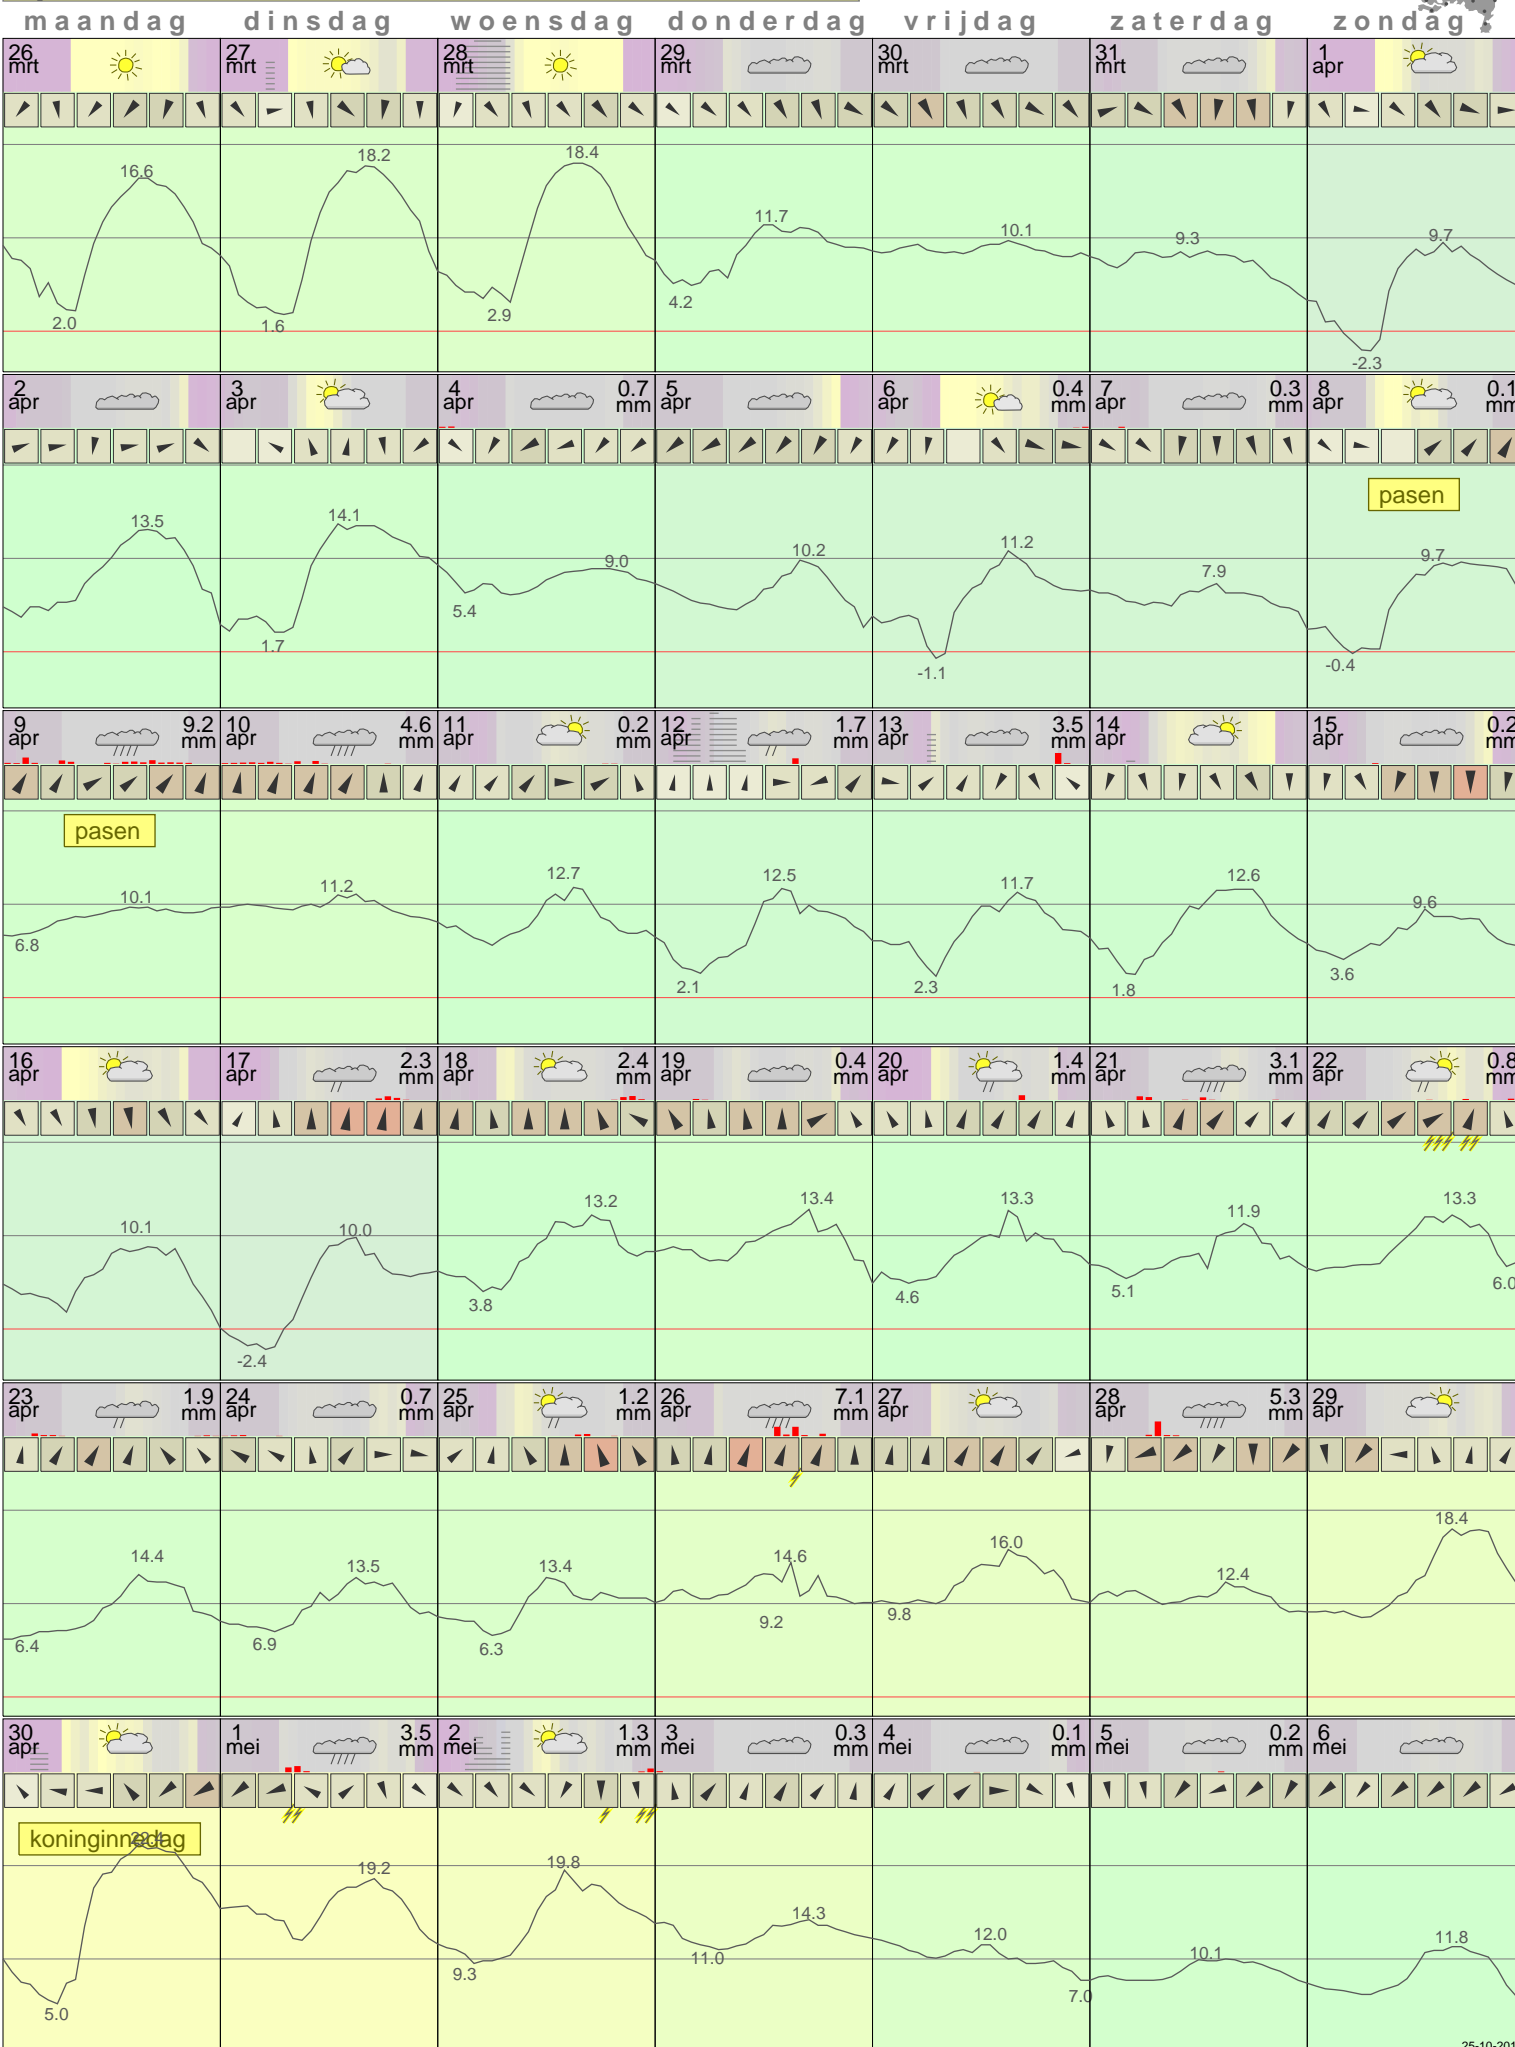 maandag dinsdag woensdag donderdag vrijdag zaterdag zondag
26 27 28 29 30 31 1
mrt mrt mrt mrt mrt mrt apr
16.6 18.2 18.4 11.7 10.1 9.3 9.7
2.0 1.6 2.9 4.2 -2.3
2 3 4 0.7 5 6 0.4 7 0.3 8 0.1
apr apr apr mm apr apr mm apr mm apr mm
pasen
13.5 14.1 9.0 10.2 11.2 7.9 9.7
1.7 5.4 -1.1 -0.4
9 9.2 10 4.6 11 0.2 12 1.7 13 3.5 14 15 0.2
apr mm apr mm apr mm apr mm apr mm apr apr mm
pasen
10.1 11.2 12.7 12.5 11.7 12.6 9.6
6.8 2.1 2.3 1.8 3.6
16 17 2.3 18 2.4 19 0.4 20 1.4 21 3.1 22 0.8
apr apr mm apr mm apr mm apr mm apr mm apr mm
10.1 10.0 13.2 13.4 13.3 11.9 13.3
-2.4 3.8 4.6 5.1 6.0
23 1.9 24 0.7 25 1.2 26 7.1 27 28 5.3 29
apr mm apr mm apr mm apr mm apr apr mm apr
14.4 13.5 13.4 14.6 16.0 12.4 18.4
6.4 6.9 6.3 9.2 9.8
30 1 3.5 2 1.3 3 0.3 4 0.1 5 0.2 6
apr mei mm mei mm mei mm mei mm mei mm mei
koninginnedag
22.4 19.2 19.8 14.3 12.0 10.1 11.8
5.0 9.3 11.0 7.0